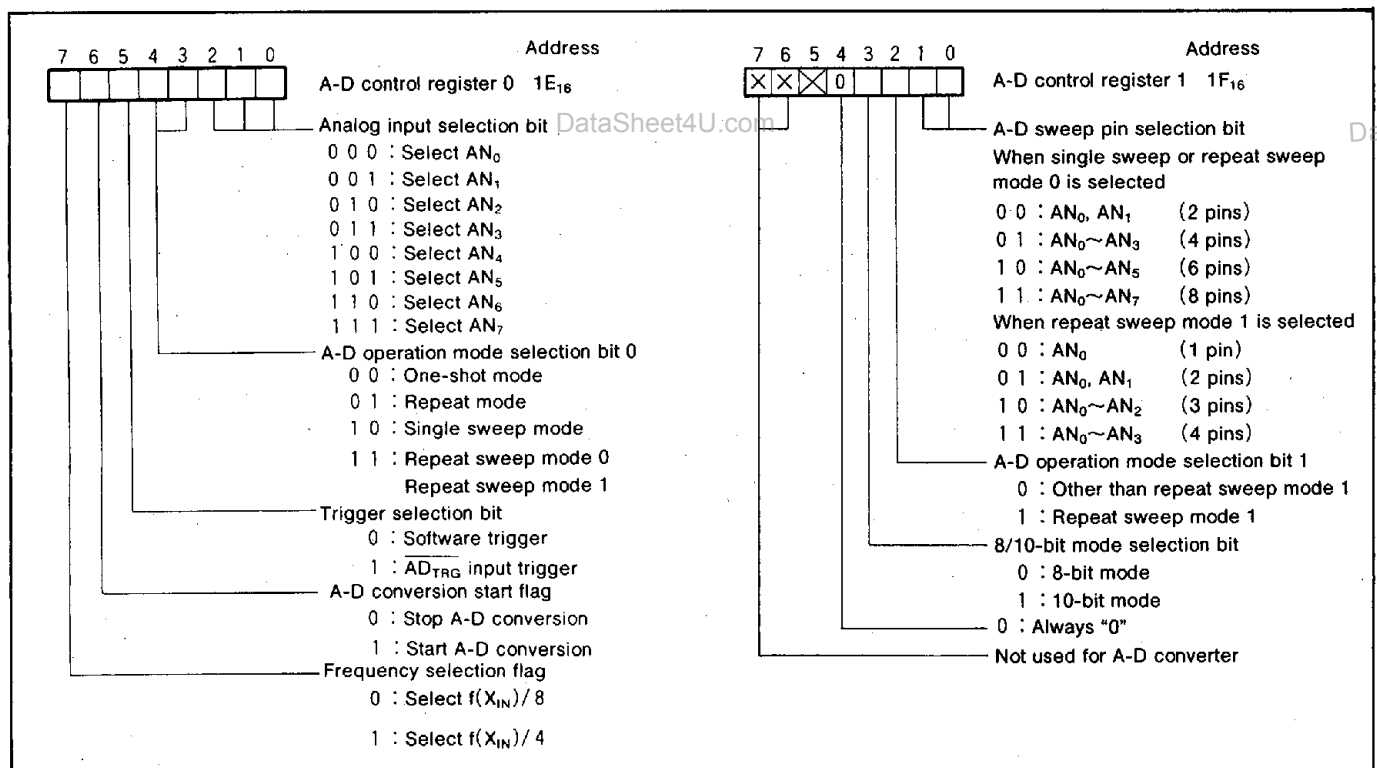 7 6 5 4 3 2 1 0 Address
A-D control register 0 1E₁₆
Analog input selection bit
0 0 0 : Select AN₀
0 0 1 : Select AN₁
0 1 0 : Select AN₂
0 1 1 : Select AN₃
1 0 0 : Select AN₄
1 0 1 : Select AN₅
1 1 0 : Select AN₆
1 1 1 : Select AN₇
A-D operation mode selection bit 0
0 0 : One-shot mode
0 1 : Repeat mode
1 0 : Single sweep mode
1 1 : Repeat sweep mode 0
Repeat sweep mode 1
Trigger selection bit
0 : Software trigger
1 : A̅D̅_T̅R̅G̅ input trigger
A-D conversion start flag
0 : Stop A-D conversion
1 : Start A-D conversion
Frequency selection flag
0 : Select f(X_IN)/8
1 : Select f(X_IN)/4
DataSheet4U.com
7 6 5 4 3 2 1 0 Address
X X X 0 A-D control register 1 1F₁₆
A-D sweep pin selection bit
When single sweep or repeat sweep
mode 0 is selected
0 0 : AN₀, AN₁ (2 pins)
0 1 : AN₀~AN₃ (4 pins)
1 0 : AN₀~AN₅ (6 pins)
1 1 : AN₀~AN₇ (8 pins)
When repeat sweep mode 1 is selected
0 0 : AN₀ (1 pin)
0 1 : AN₀, AN₁ (2 pins)
1 0 : AN₀~AN₂ (3 pins)
1 1 : AN₀~AN₃ (4 pins)
A-D operation mode selection bit 1
0 : Other than repeat sweep mode 1
1 : Repeat sweep mode 1
8/10-bit mode selection bit
0 : 8-bit mode
1 : 10-bit mode
0 : Always "0"
Not used for A-D converter